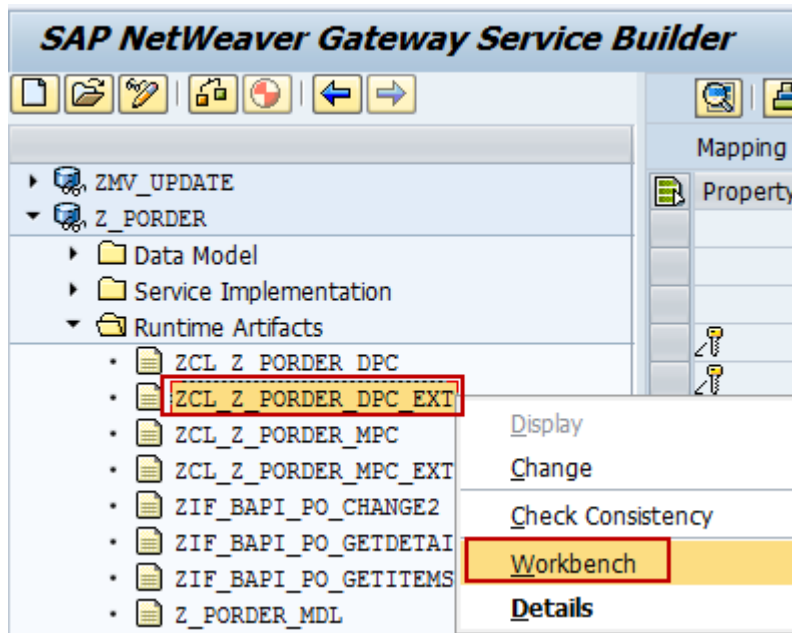 SAP NetWeaver Gateway Service Builder
Mapping
ZMV_UPDATE
Property
Z_PORDER
Data Model
Service Implementation
Runtime Artifacts
ZCL_Z_PORDER_DPC
ZCL_Z_PORDER_DPC_EXT
Display
ZCL_Z_PORDER_MPC
ZCL_Z_PORDER_MPC_EXT
Change
ZIF_BAPI_PO_CHANGE2
Check Consistency
ZIF_BAPI_PO_GETDETAI
Workbench
ZIF_BAPI_PO_GETITEMS
Z_PORDER_MDL
Details